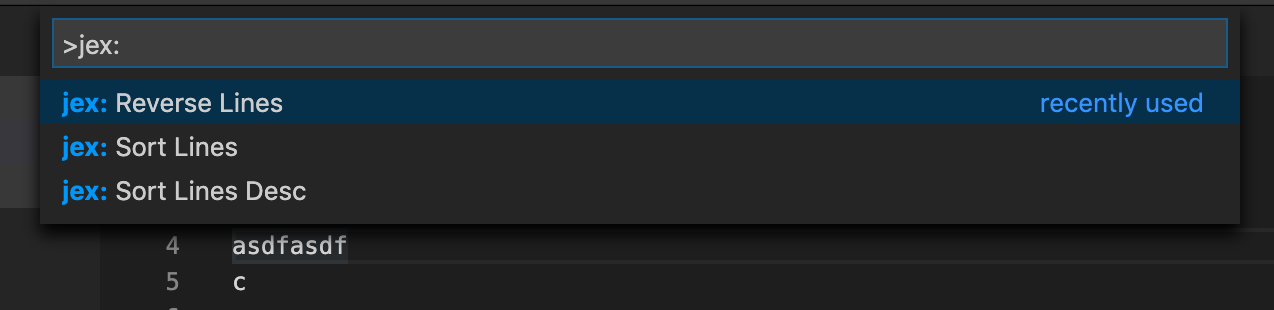 >jex:
jex: Reverse Lines recently used
jex: Sort Lines
jex: Sort Lines Desc
4 asdfasdf
5 c